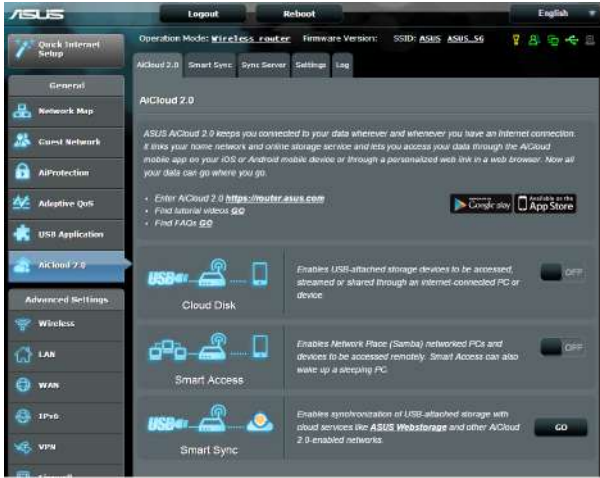 ASUS
Logout
Reboot
English
Quick Internet
Setup
Operation Mode: Wireless router Firmware Version: SSID: ASUS ASUS_5G
AiCloud 2.0 Smart Sync Sync Server Settings Log
General
Network Map
Guest Network
AiProtection
Adaptive QoS
USB Application
AiCloud 2.0
Advanced Settings
Wireless
LAN
WAN
IPv6
VPN
Firewall
AiCloud 2.0
ASUS AiCloud 2.0 keeps you connected to your data wherever and whenever you have an Internet connection.
It links your home network and online storage service and lets you access your data through the AiCloud
mobile app on your iOS or Android mobile device or through a personalized web link in a web browser. Now all
your data can go where you go.
• Enter AiCloud 2.0 https://router.asus.com
• Find tutorial videos GO
• Find FAQs GO
Google play
Available on the
App Store
USB
Cloud Disk
Enables USB-attached storage devices to be accessed,
streamed or shared through an internet-connected PC or
device.
OFF
Smart Access
Enables Network Place (Samba) networked PCs and
devices to be accessed remotely. Smart Access can also
wake up a sleeping PC.
OFF
USB
Smart Sync
Enables synchronization of USB-attached storage with
cloud services like ASUS Webstorage and other AiCloud
2.0-enabled networks.
GO